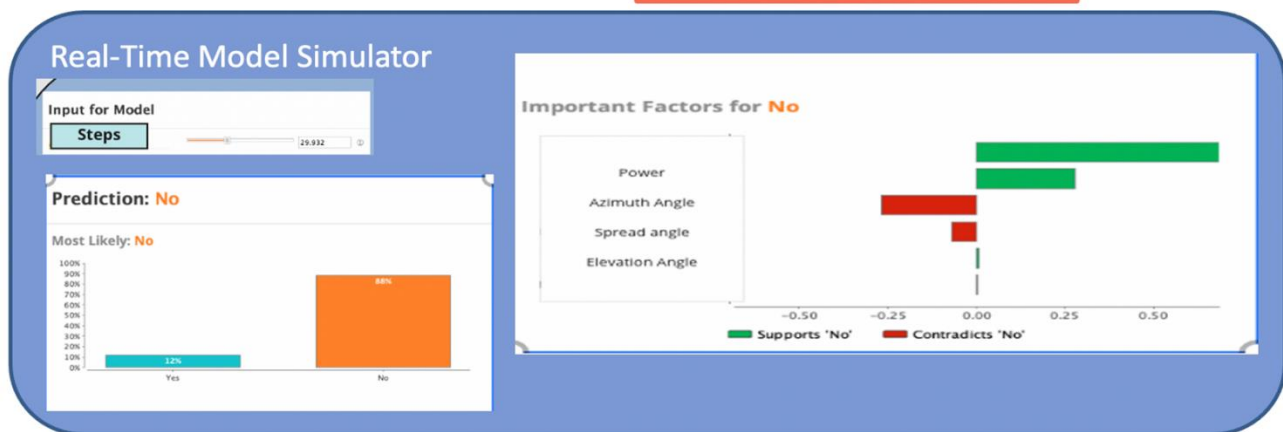 Real-Time Model Simulator
Input for Model
Steps
29.932
Prediction: No
Most Likely: No
100%
90%
80%
70%
60%
50%
40%
30%
20%
10%
0%
12%
88%
Yes
No
Important Factors for No
Power
Azimuth Angle
Spread angle
Elevation Angle
-0.50 -0.25 0.00 0.25 0.50
Supports 'No' Contradicts 'No'